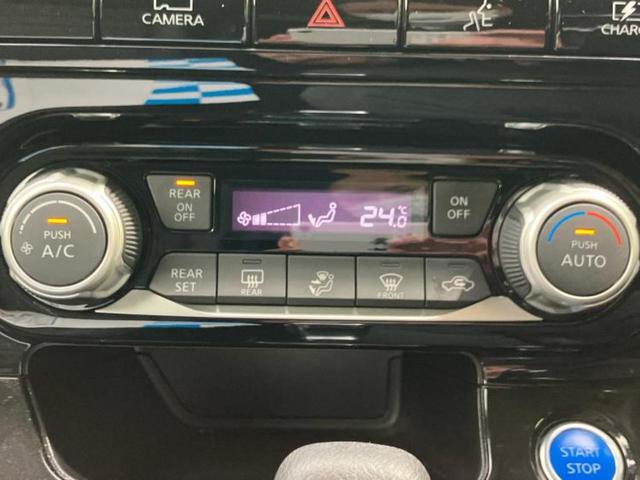 CAMERA
CHARG
PUSH
A/C
REAR
ON
OFF
24.0
°C
ON
OFF
PUSH
AUTO
REAR
SET
REAR
FRONT
START
STOP